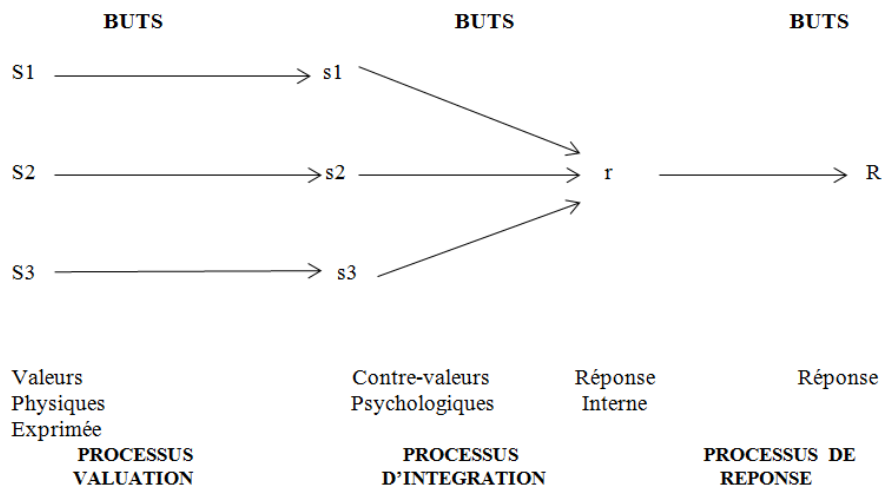 BUTS BUTS BUTS
S1 s1
S2 s2 r R
S3 s3
Valeurs Contre-valeurs Réponse Réponse
Physiques Psychologiques Interne
Exprimée
PROCESSUS PROCESSUS PROCESSUS DE
VALUATION D'INTEGRATION REPONSE